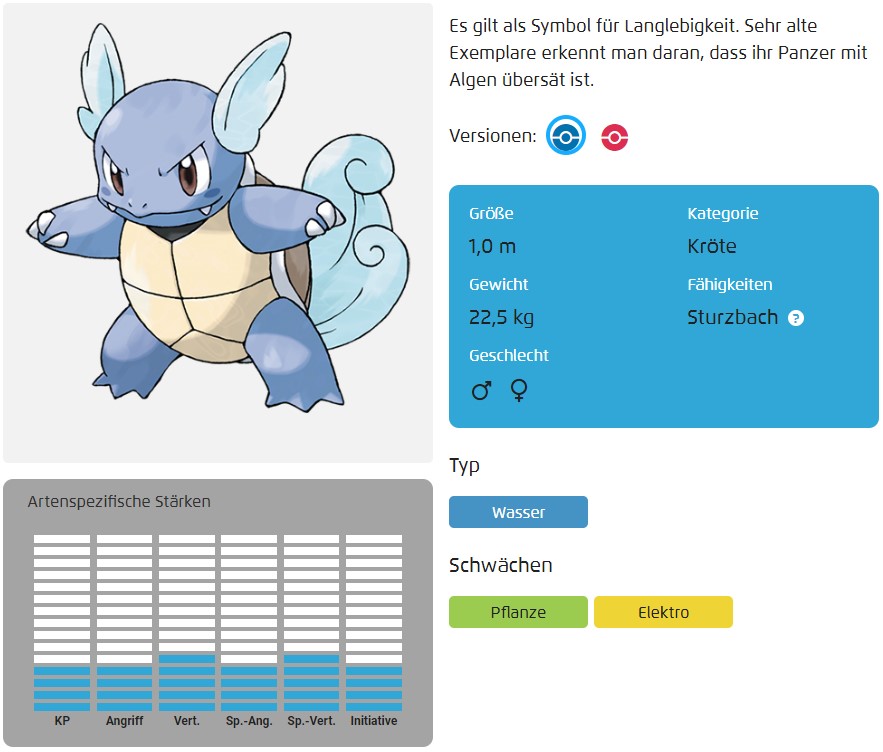 Es gilt als Symbol für Langlebigkeit. Sehr alte
Exemplare erkennt man daran, dass ihr Panzer mit
Algen übersät ist.
Versionen:
Größe
1,0 m
Kategorie
Kröte
Gewicht
22,5 kg
Fähigkeiten
Sturzbach ?
Geschlecht
♂ ♀
Typ
Wasser
Schwächen
Pflanze
Elektro
Artenspezifische Stärken
KP Angriff Vert. Sp.-Ang. Sp.-Vert. Initiative